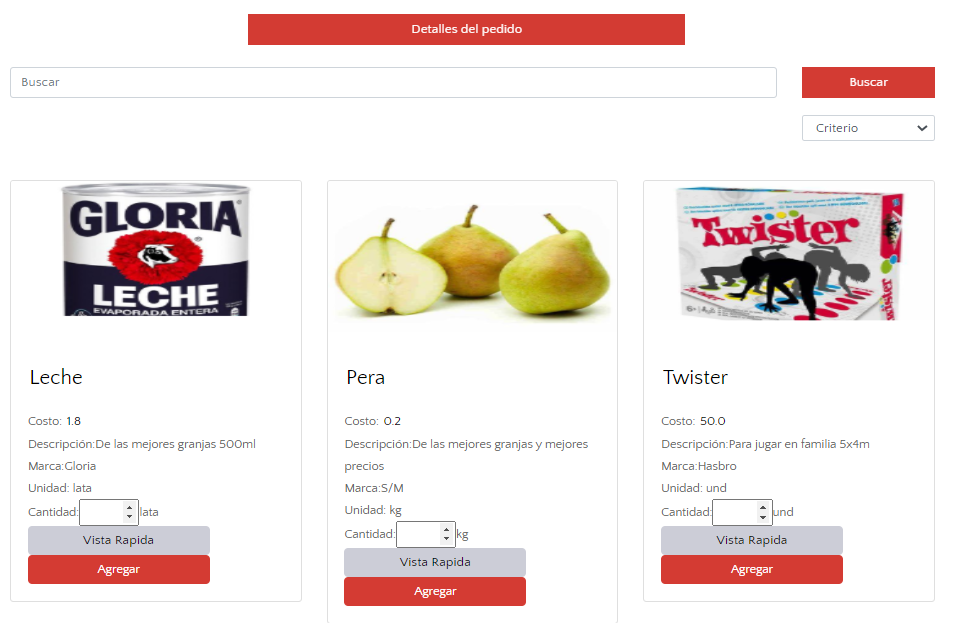 Detalles del pedido
Buscar
Buscar
Criterio
GLORIA
LECHE
EVAPORADA ENTERA
Twister
Twister
Twister
Leche
Costo: 1.8
Descripción:De las mejores granjas 500ml
Marca:Gloria
Unidad: lata
Cantidad: lata
Vista Rapida
Agregar
Pera
Costo: 0.2
Descripción:De las mejores granjas y mejores
precios
Marca:S/M
Unidad: kg
Cantidad: kg
Vista Rapida
Agregar
Twister
Costo: 50.0
Descripción:Para jugar en familia 5x4m
Marca:Hasbro
Unidad: und
Cantidad: und
Vista Rapida
Agregar